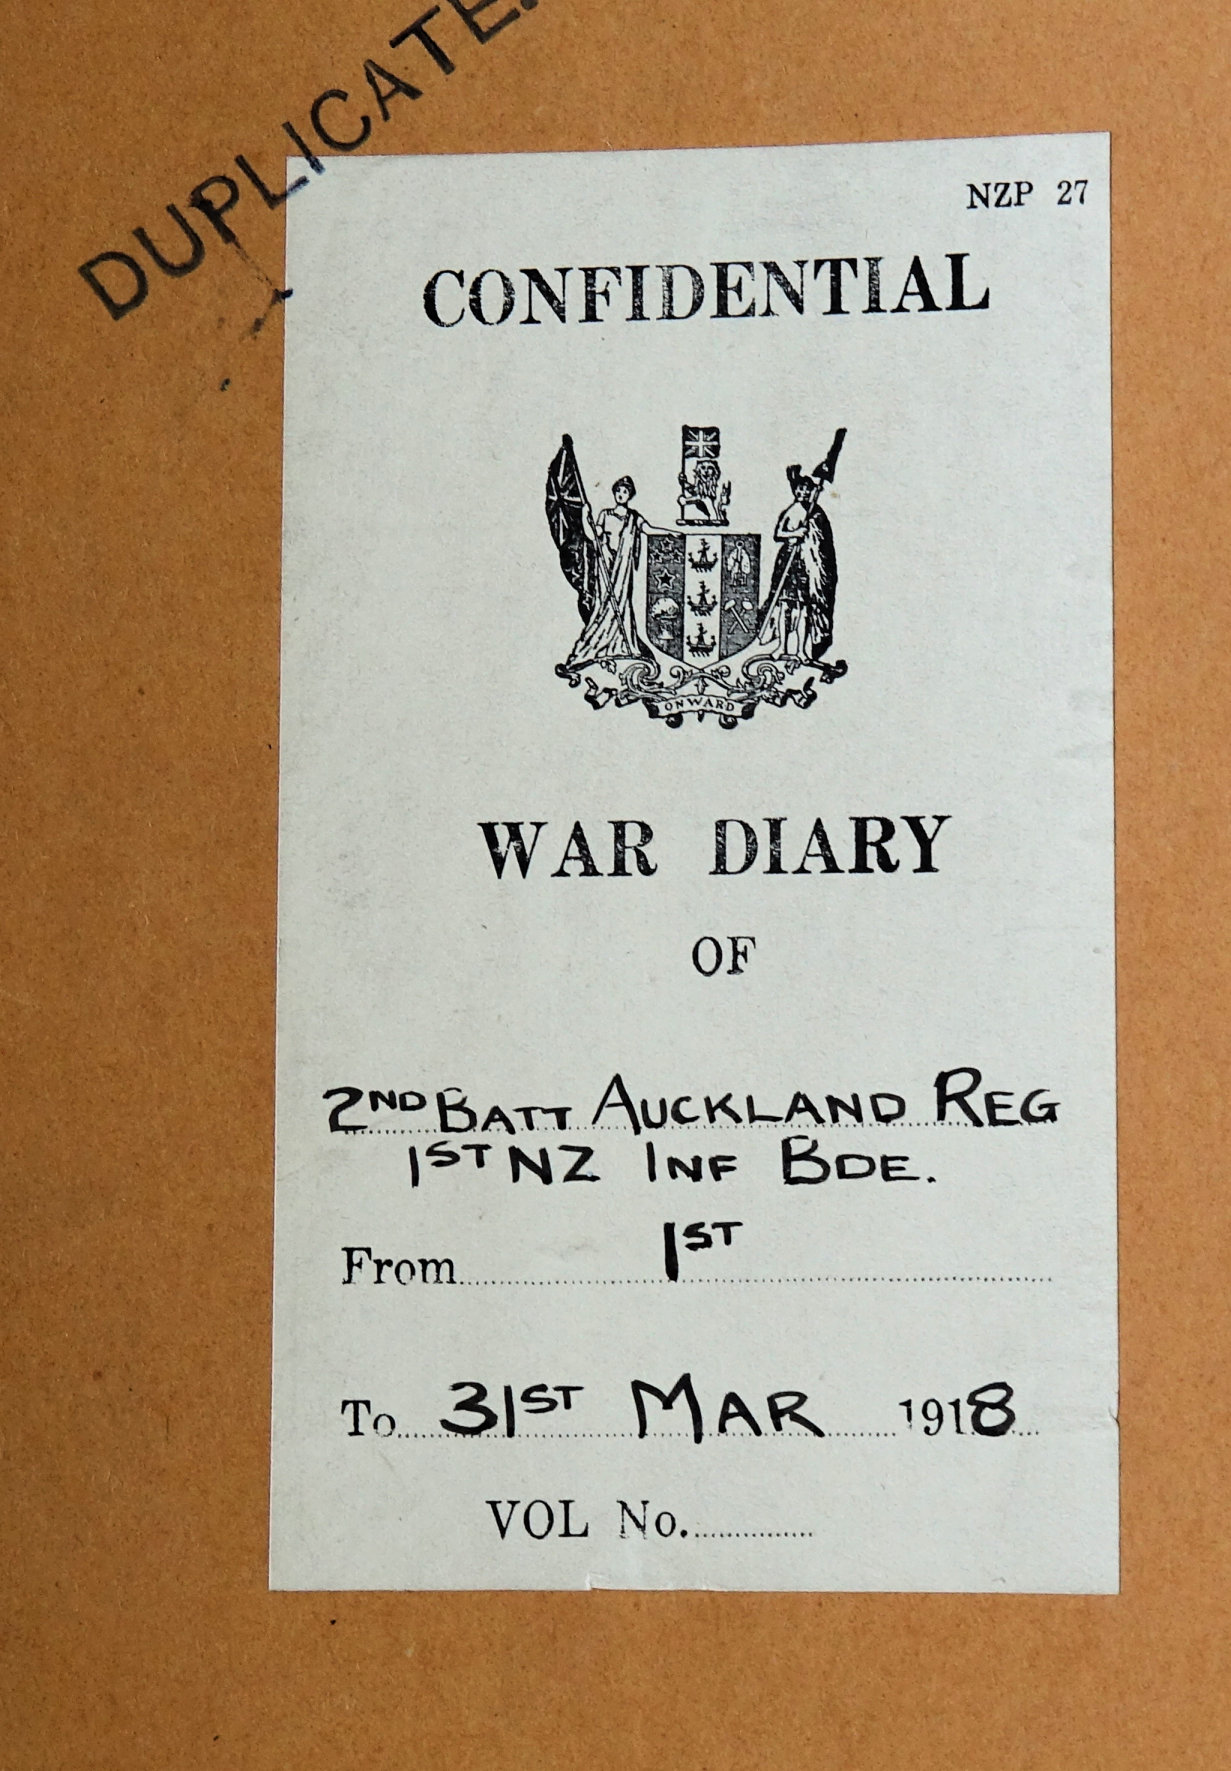 DUPLICATE.
NZP 27
CONFIDENTIAL
ONWARD
WAR DIARY
OF
2ND BATT AUCKLAND REG
1ST NZ INF BDE.
From 1ST
To 31ST MAR 1918
VOL No.